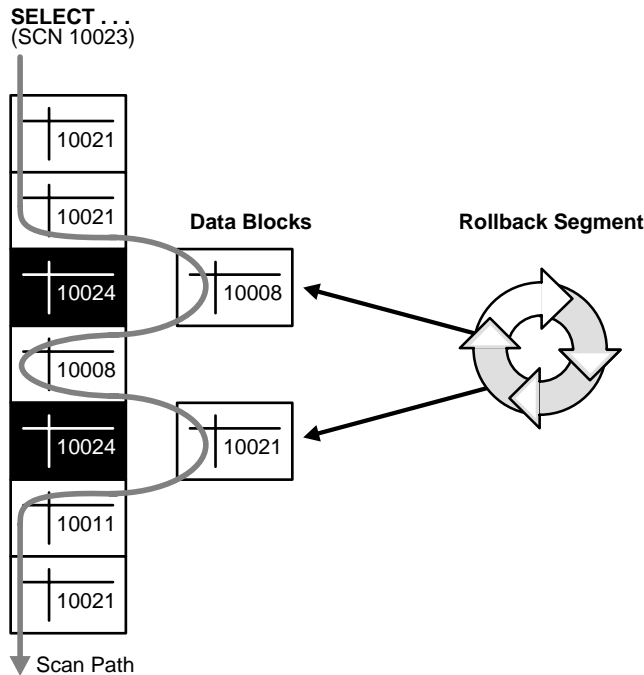 SELECT . . .
(SCN 10023)
10021
10021
Data Blocks
Rollback Segment
10024
10008
10008
10024
10021
10011
10021
Scan Path